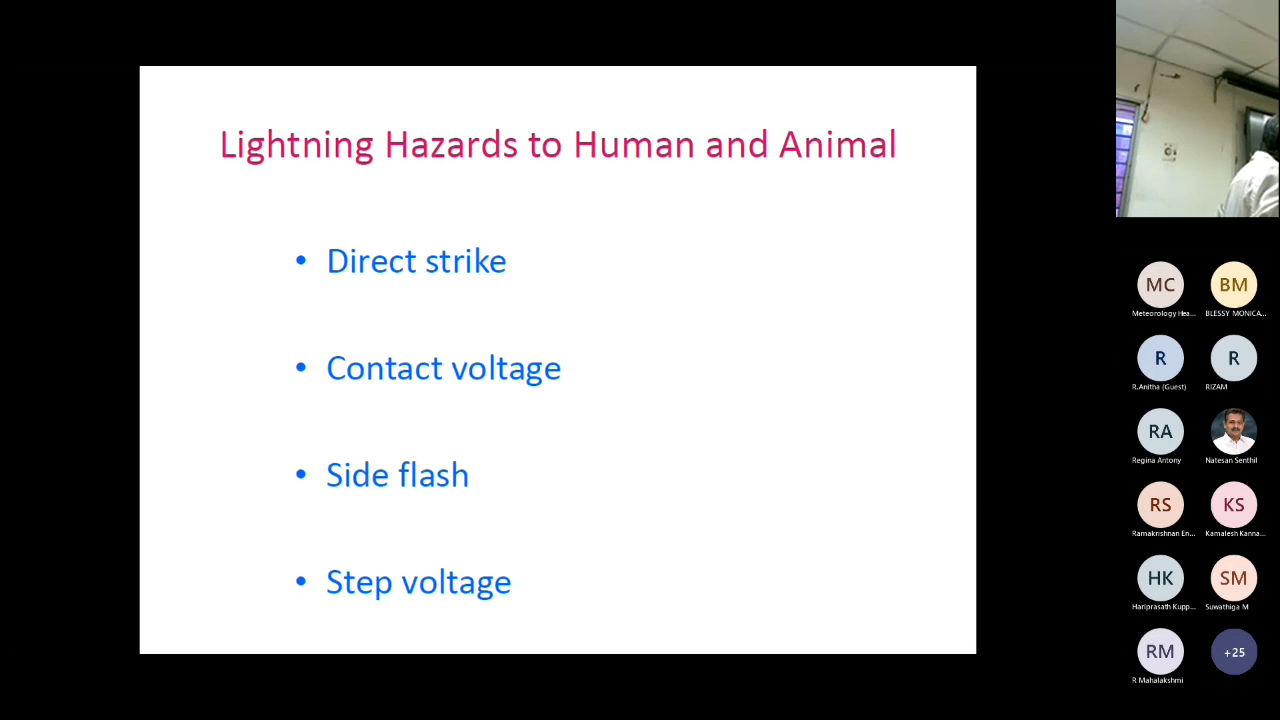 Lightning Hazards to Human and Animal
• Direct strike
• Contact voltage
• Side flash
• Step voltage
MC
BM
Meteorology Hea...
BLESSY MONICA...
R
R
R.Anitha (Guest)
RIZAM
RA
Regina Antony
Natesan Senthil
RS
KS
Ramakrishnan En...
Kamalesh Kanna...
HK
SM
Hariprasath Kupp...
Suwathiga M
RM
+25
R Mahalakshmi